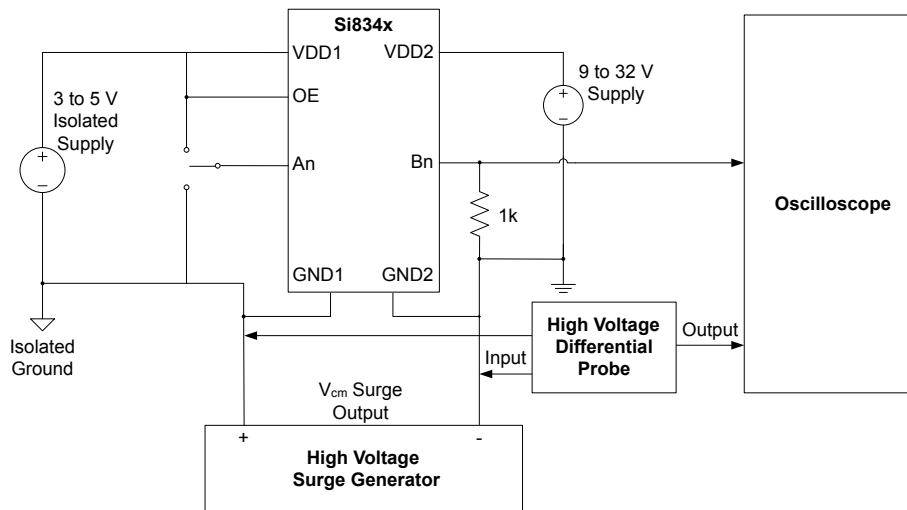 Si834x
VDD1
VDD2
9 to 32 V
Supply
+
−
3 to 5 V
Isolated
Supply
+
−
OE
An
Bn
1k
Oscilloscope
GND1
GND2
Isolated
Ground
High Voltage
Differential
Probe
Output
Input
Vcm Surge
Output
+
-
High Voltage
Surge Generator